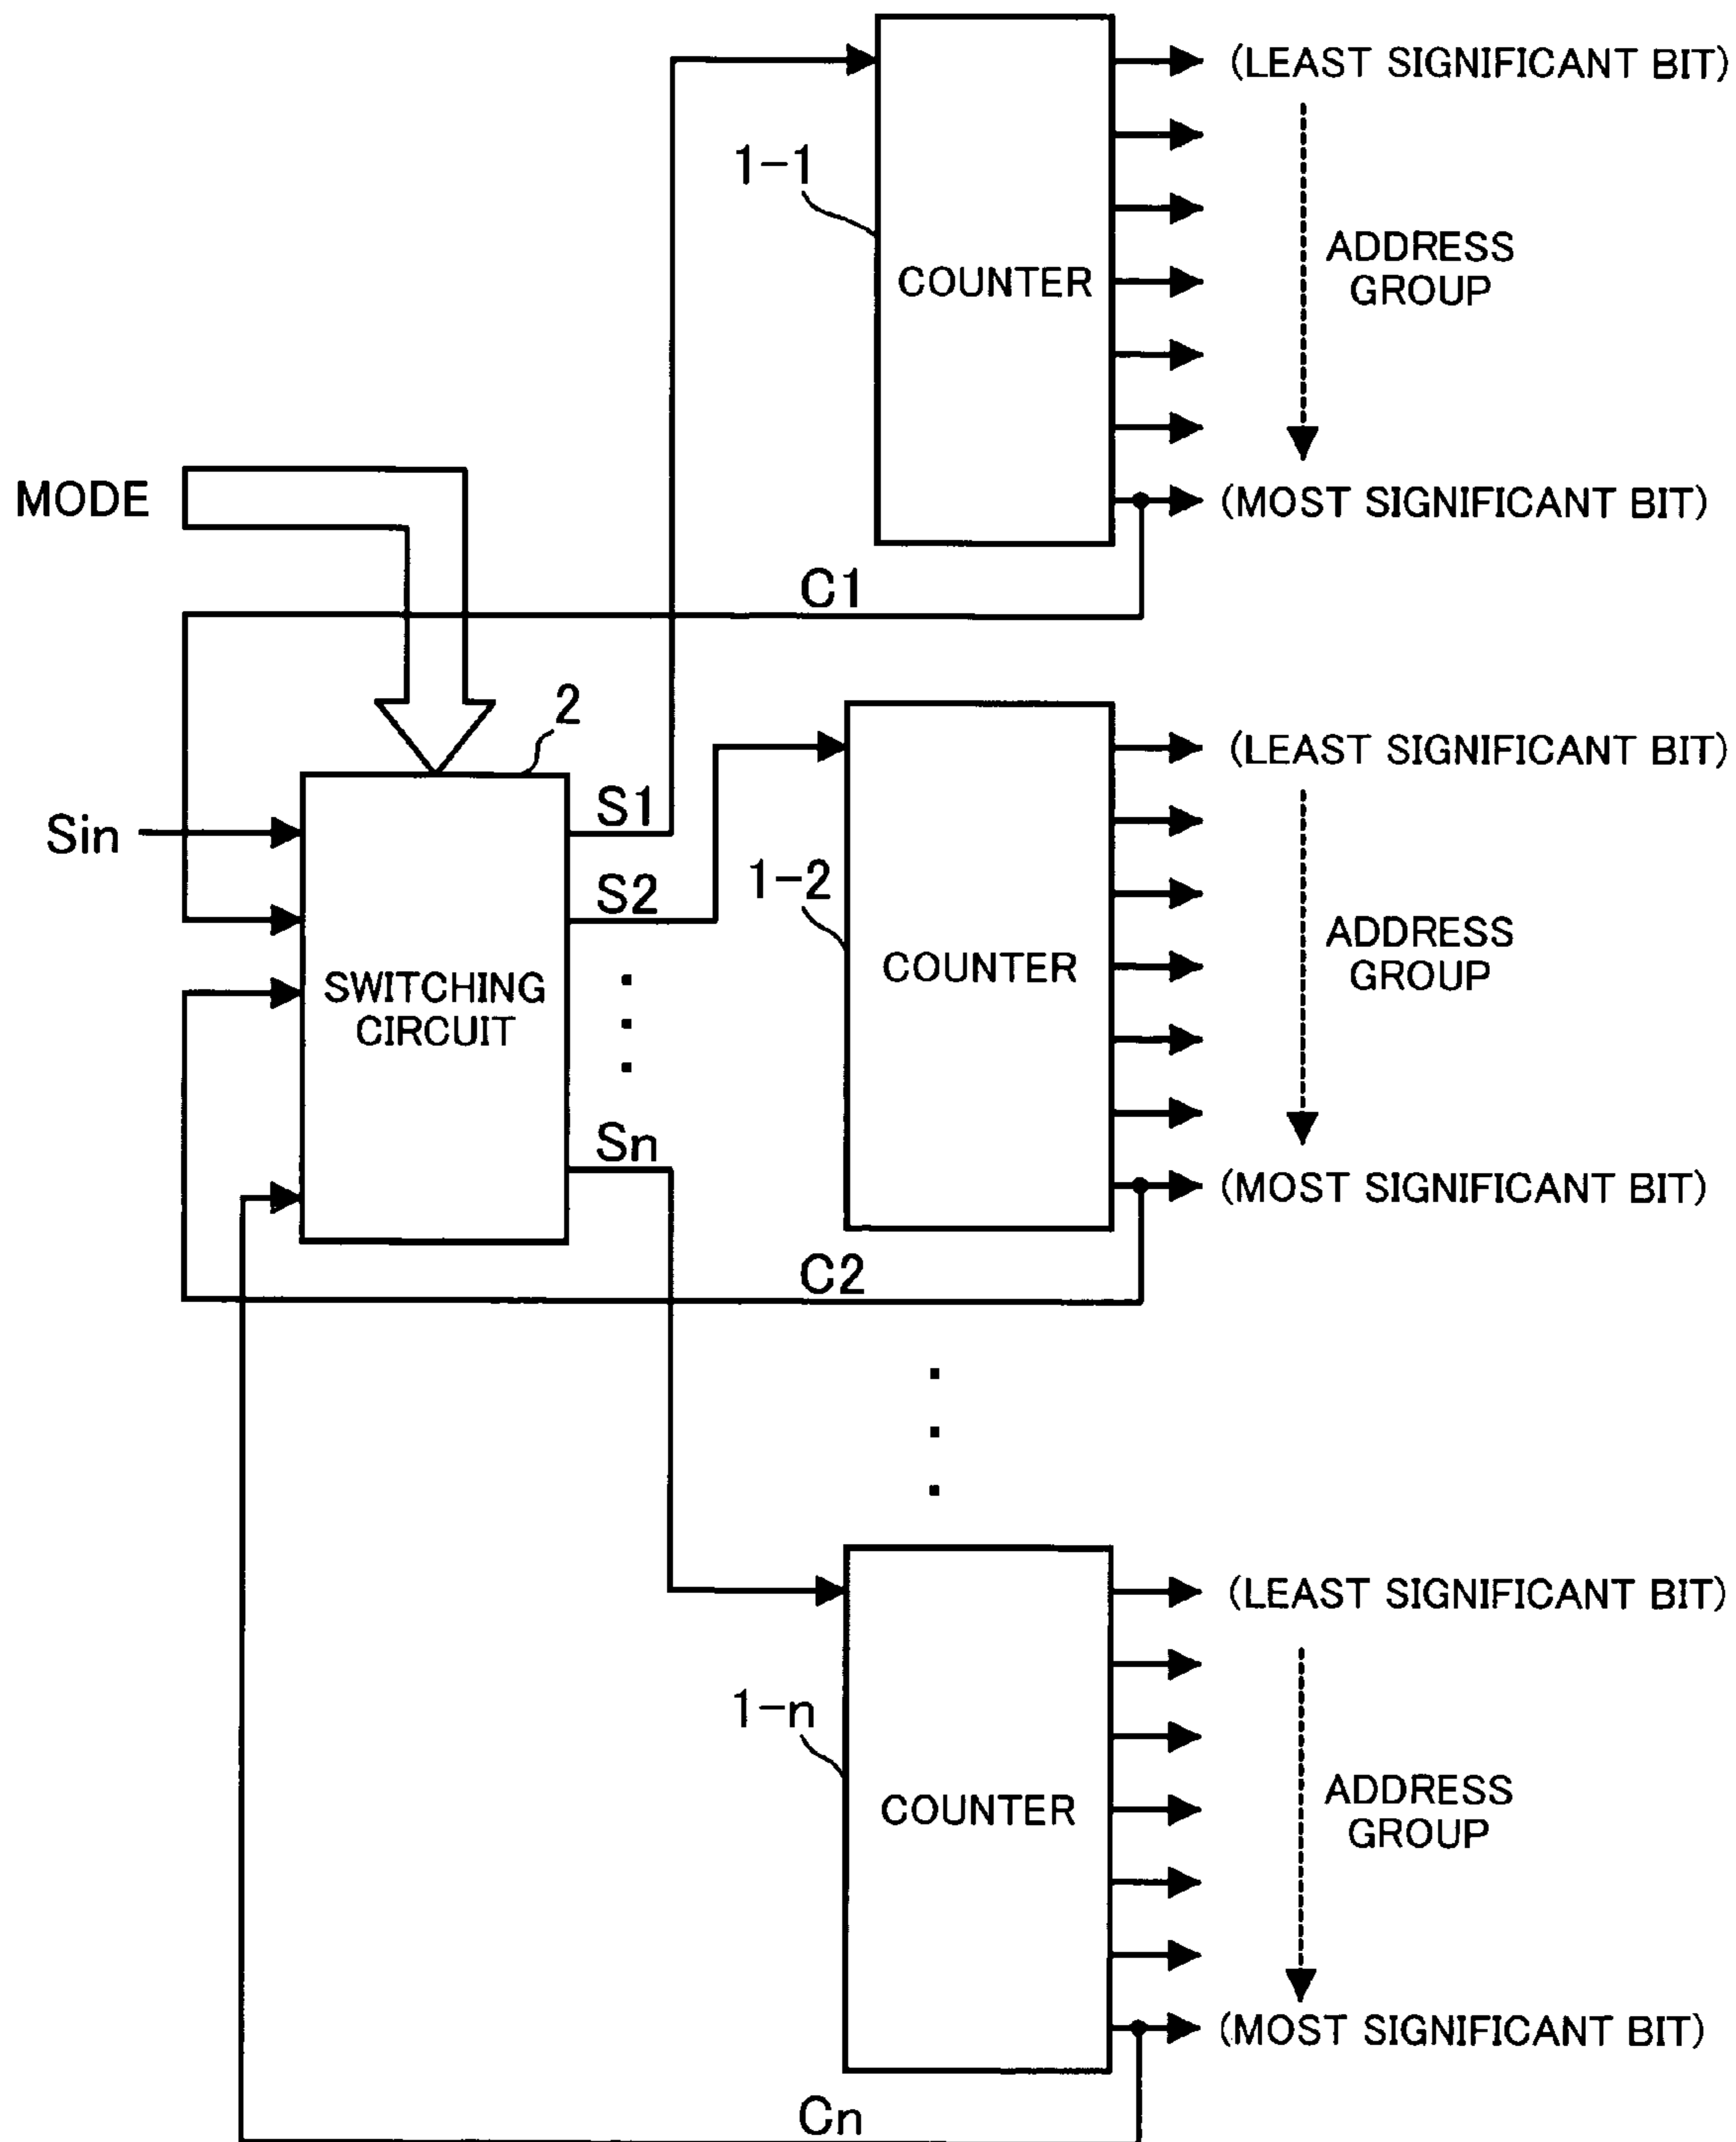 (LEAST SIGNIFICANT BIT)
1-1
COUNTER
ADDRESS
GROUP
MODE
(MOST SIGNIFICANT BIT)
C1
2
(LEAST SIGNIFICANT BIT)
Sin
S1
S2
1-2
SWITCHING
CIRCUIT
COUNTER
ADDRESS
GROUP
Sn
(MOST SIGNIFICANT BIT)
C2
(LEAST SIGNIFICANT BIT)
1-n
COUNTER
ADDRESS
GROUP
(MOST SIGNIFICANT BIT)
Cn